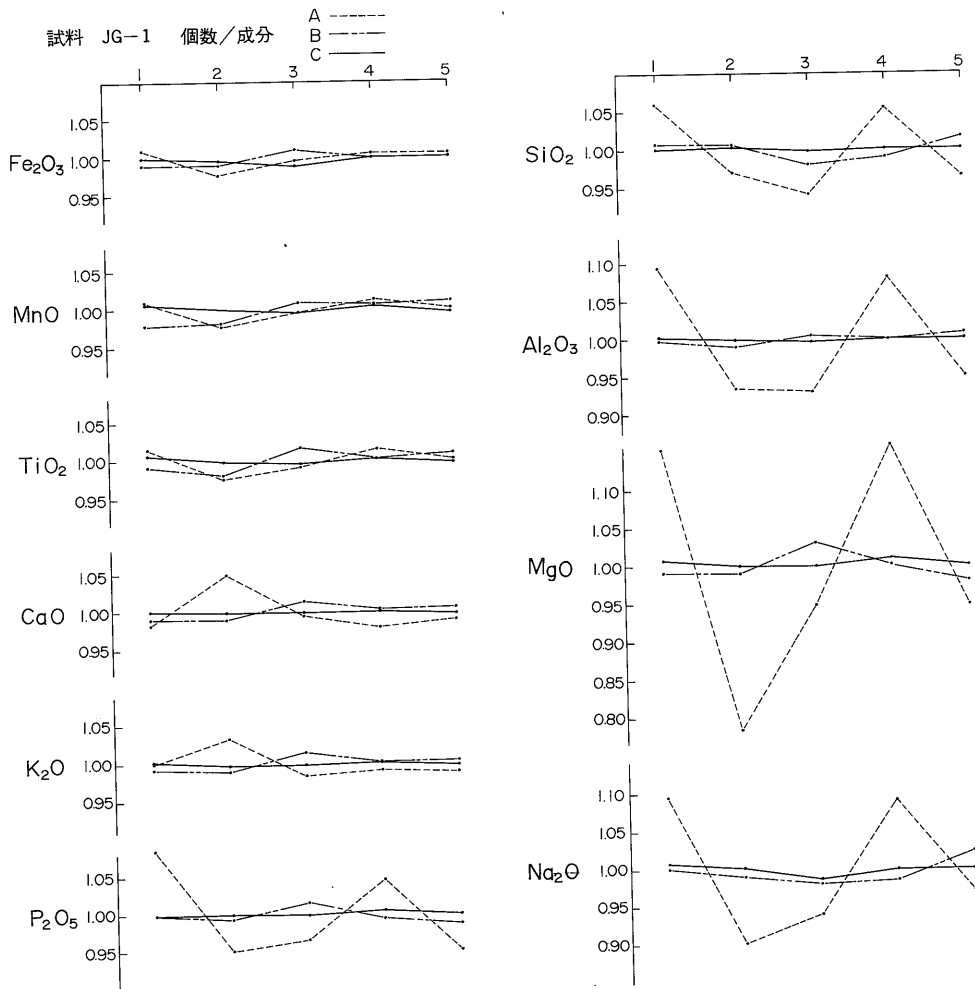 試料 JG-1 個数/成分
A
B
C
1 2 3 4 5
1.05
Fe₂O₃ 1.00
0.95
1.05
MnO 1.00
0.95
1.05
TiO₂ 1.00
0.95
1.05
CaO 1.00
0.95
1.05
K₂O 1.00
0.95
1.05
P₂O₅ 1.00
0.95
1 2 3 4 5
1.05
SiO₂ 1.00
0.95
1.10
1.05
Al₂O₃ 1.00
0.95
0.90
1.10
1.05
MgO 1.00
0.95
0.90
0.85
0.80
1.10
1.05
Na₂O 1.00
0.95
0.90